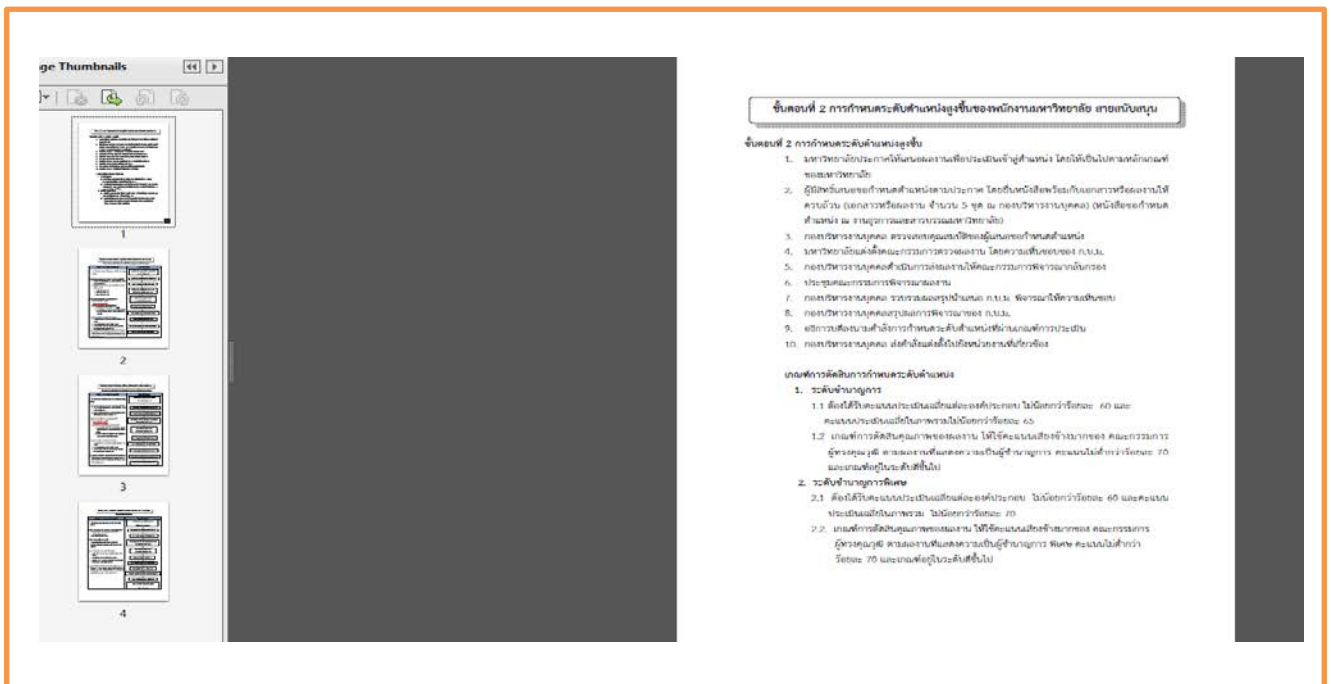 ge Thumbnails
1
2
3
4
ขั้นตอนที่ 2 การกำหนดระดับตำแหน่งสูงขึ้นของพนักงานมหาวิทยาลัย สายสนับสนุน
ขั้นตอนที่ 2 การกำหนดระดับตำแหน่งสูงขึ้น
1. มหาวิทยาลัยประกาศให้เสนอผลงานเพื่อประเมินเข้าสู่ตำแหน่ง โดยให้เป็นไปตามหลักเกณฑ์
ของมหาวิทยาลัย
2. ผู้มีสิทธิ์เสนอขอกำหนดตำแหน่งตามประกาศ โดยยื่นหนังสือพร้อมกับเอกสารหรือผลงานให้
ครบถ้วน (เอกสารหรือผลงาน จำนวน 5 ชุด ณ กองบริหารงานบุคคล) (หนังสือขอกำหนด
ตำแหน่ง ณ งานธุรการและสารบรรณมหาวิทยาลัย)
3. กองบริหารงานบุคคล ตรวจสอบคุณสมบัติของผู้เสนอขอกำหนดตำแหน่ง
4. มหาวิทยาลัยแต่งตั้งคณะกรรมการตรวจผลงาน โดยความเห็นชอบของ ก.บ.ม.
5. กองบริหารงานบุคคลดำเนินการส่งผลงานให้คณะกรรมการพิจารณากลั่นกรอง
6. ประชุมคณะกรรมการพิจารณาผลงาน
7. กองบริหารงานบุคคล รวบรวมผลสรุปนำเสนอ ก.บ.ม. พิจารณาให้ความเห็นชอบ
8. กองบริหารงานบุคคลสรุปผลการพิจารณาของ ก.บ.ม.
9. อธิการบดีลงนามคำสั่งการกำหนดระดับตำแหน่งที่ผ่านเกณฑ์การประเมิน
10. กองบริหารงานบุคคล ส่งคำสั่งแต่งตั้งไปยังหน่วยงานที่เกี่ยวข้อง
เกณฑ์การตัดสินการกำหนดระดับตำแหน่ง
1. ระดับชำนาญการ
1.1 ต้องได้รับคะแนนประเมินเฉลี่ยแต่ละองค์ประกอบ ไม่น้อยกว่าร้อยละ 60 และ
คะแนนประเมินเฉลี่ยในภาพรวมไม่น้อยกว่าร้อยละ 65
1.2 เกณฑ์การตัดสินคุณภาพของผลงาน ให้ใช้คะแนนเสียงข้างมากของ คณะกรรมการ
ผู้ทรงคุณวุฒิ ตามผลงานที่แสดงความเป็นผู้ชำนาญการ คะแนนไม่ต่ำกว่าร้อยละ 70
และเกณฑ์อยู่ในระดับดีขึ้นไป
2. ระดับชำนาญการพิเศษ
2.1 ต้องได้รับคะแนนประเมินเฉลี่ยแต่ละองค์ประกอบ ไม่น้อยกว่าร้อยละ 60 และคะแนน
ประเมินเฉลี่ยในภาพรวม ไม่น้อยกว่าร้อยละ 70
2.2. เกณฑ์การตัดสินคุณภาพของผลงาน ให้ใช้คะแนนเสียงข้างมากของ คณะกรรมการ
ผู้ทรงคุณวุฒิ ตามผลงานที่แสดงความเป็นผู้ชำนาญการ พิเศษ คะแนนไม่ต่ำกว่า
ร้อยละ 70 และเกณฑ์อยู่ในระดับดีขึ้นไป